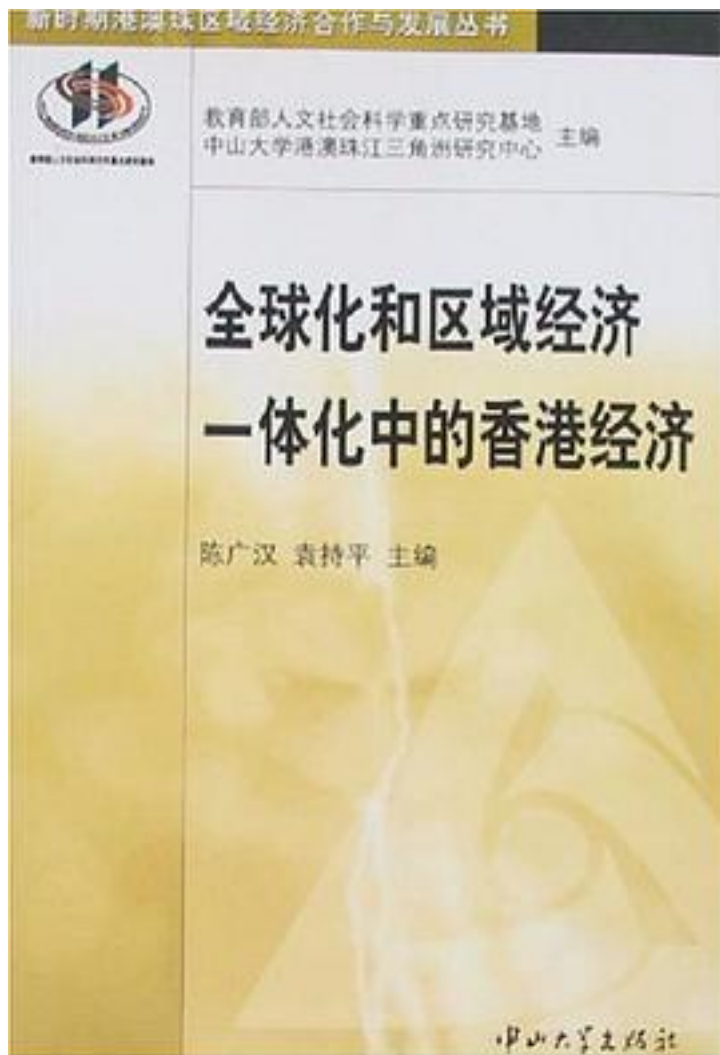 新时期港澳珠区域经济合作与发展丛书
教育部人文社会科学重点研究基地
中山大学港澳珠江三角洲研究中心 主编
全球化和区域经济
一体化中的香港经济
陈广汉 袁持平 主编
中山大学出版社